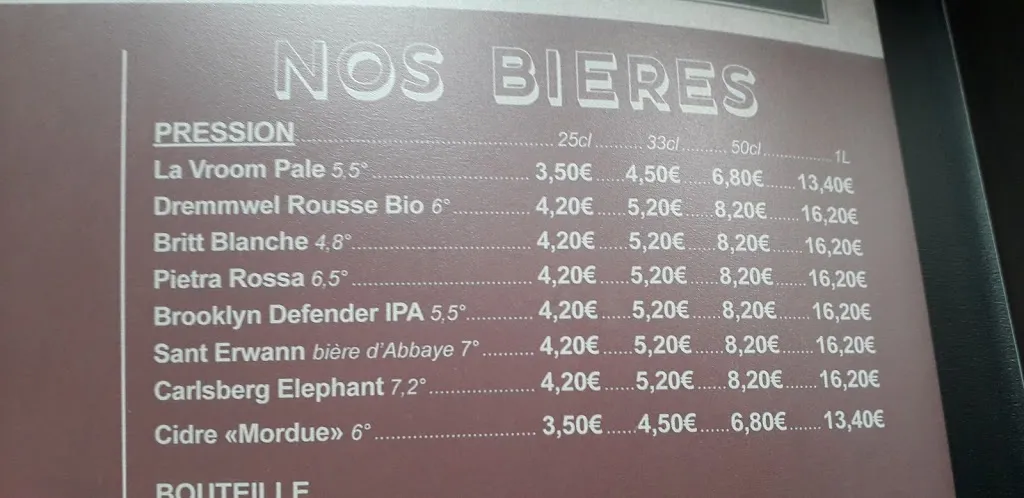 NOS BIERES
PRESSION 25cl 33cl 50cl 1L
La Vroom Pale 5,5° 3,50€ 4,50€ 6,80€ 13,40€
Dremmwel Rousse Bio 6° 4,20€ 5,20€ 8,20€ 16,20€
Britt Blanche 4,8° 4,20€ 5,20€ 8,20€ 16,20€
Pietra Rossa 6,5° 4,20€ 5,20€ 8,20€ 16,20€
Brooklyn Defender IPA 5,5° 4,20€ 5,20€ 8,20€ 16,20€
Sant Erwann bière d'Abbaye 7° 4,20€ 5,20€ 8,20€ 16,20€
Carlsberg Elephant 7,2° 4,20€ 5,20€ 8,20€ 16,20€
Cidre «Mordue» 6° 3,50€ 4,50€ 6,80€ 13,40€
BOUTEILLE